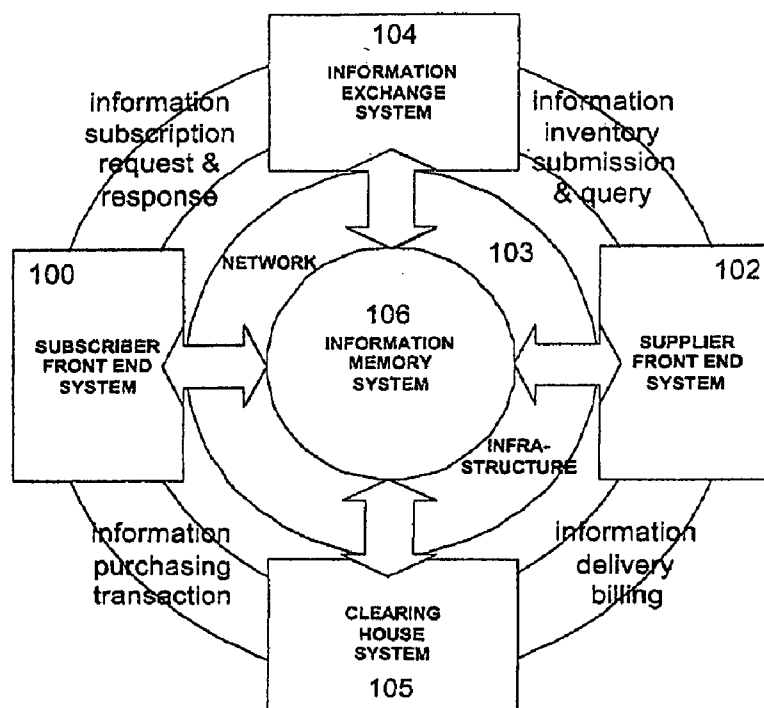 104
INFORMATION
EXCHANGE
SYSTEM
information
subscription
request &
response
information
inventory
submission
& query
NETWORK
103
100
SUBSCRIBER
FRONT END
SYSTEM
106
INFORMATION
MEMORY
SYSTEM
102
SUPPLIER
FRONT END
SYSTEM
INFRA-
STRUCTURE
information
purchasing
transaction
information
delivery
billing
CLEARING
HOUSE
SYSTEM
105